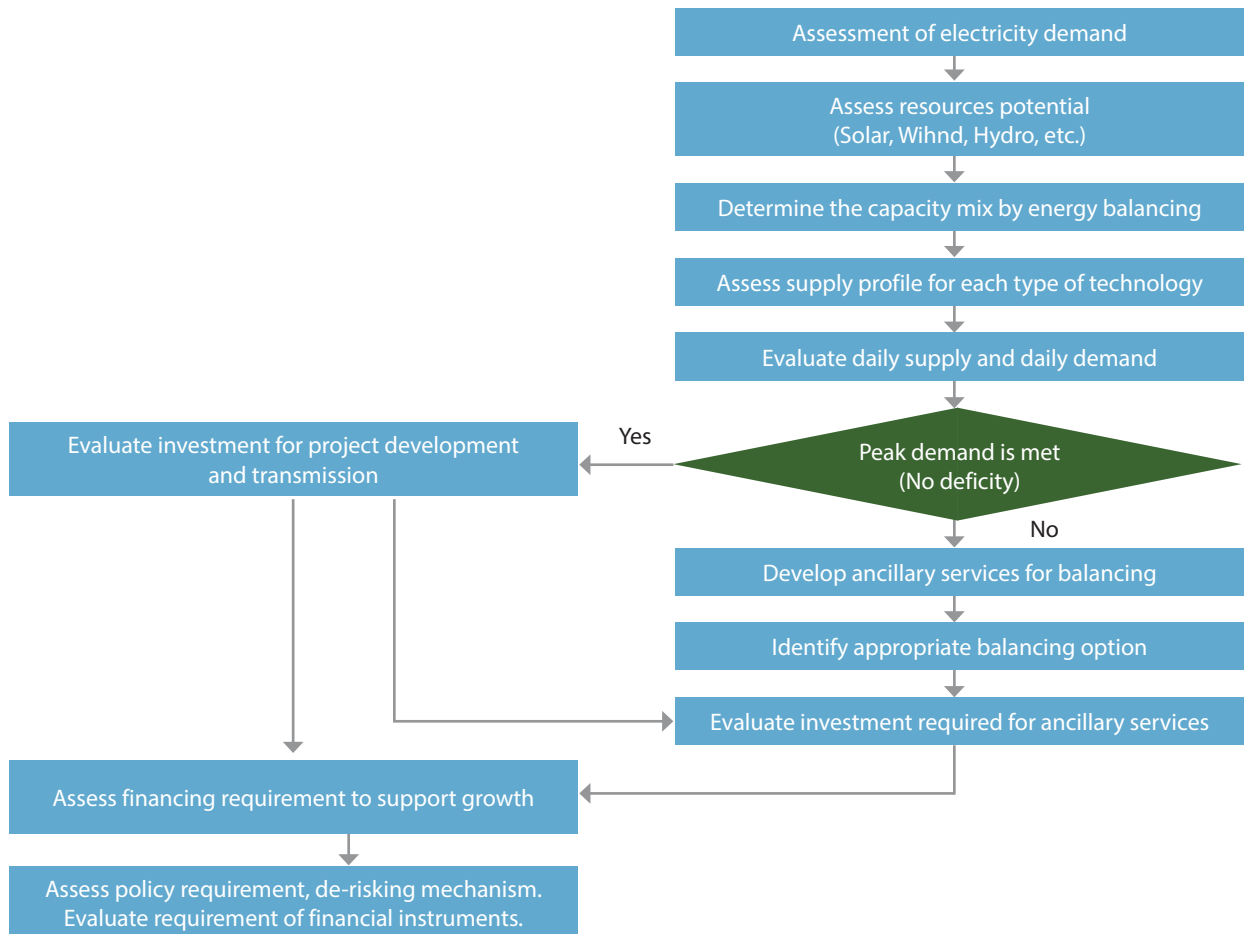 Assessment of electricity demand
Assess resources potential
(Solar, Wihnd, Hydro, etc.)
Determine the capacity mix by energy balancing
Assess supply profile for each type of technology
Evaluate daily supply and daily demand
Peak demand is met
(No deficity)
Yes
Evaluate investment for project development
and transmission
No
Develop ancillary services for balancing
Identify appropriate balancing option
Evaluate investment required for ancillary services
Assess financing requirement to support growth
Assess policy requirement, de-risking mechanism.
Evaluate requirement of financial instruments.